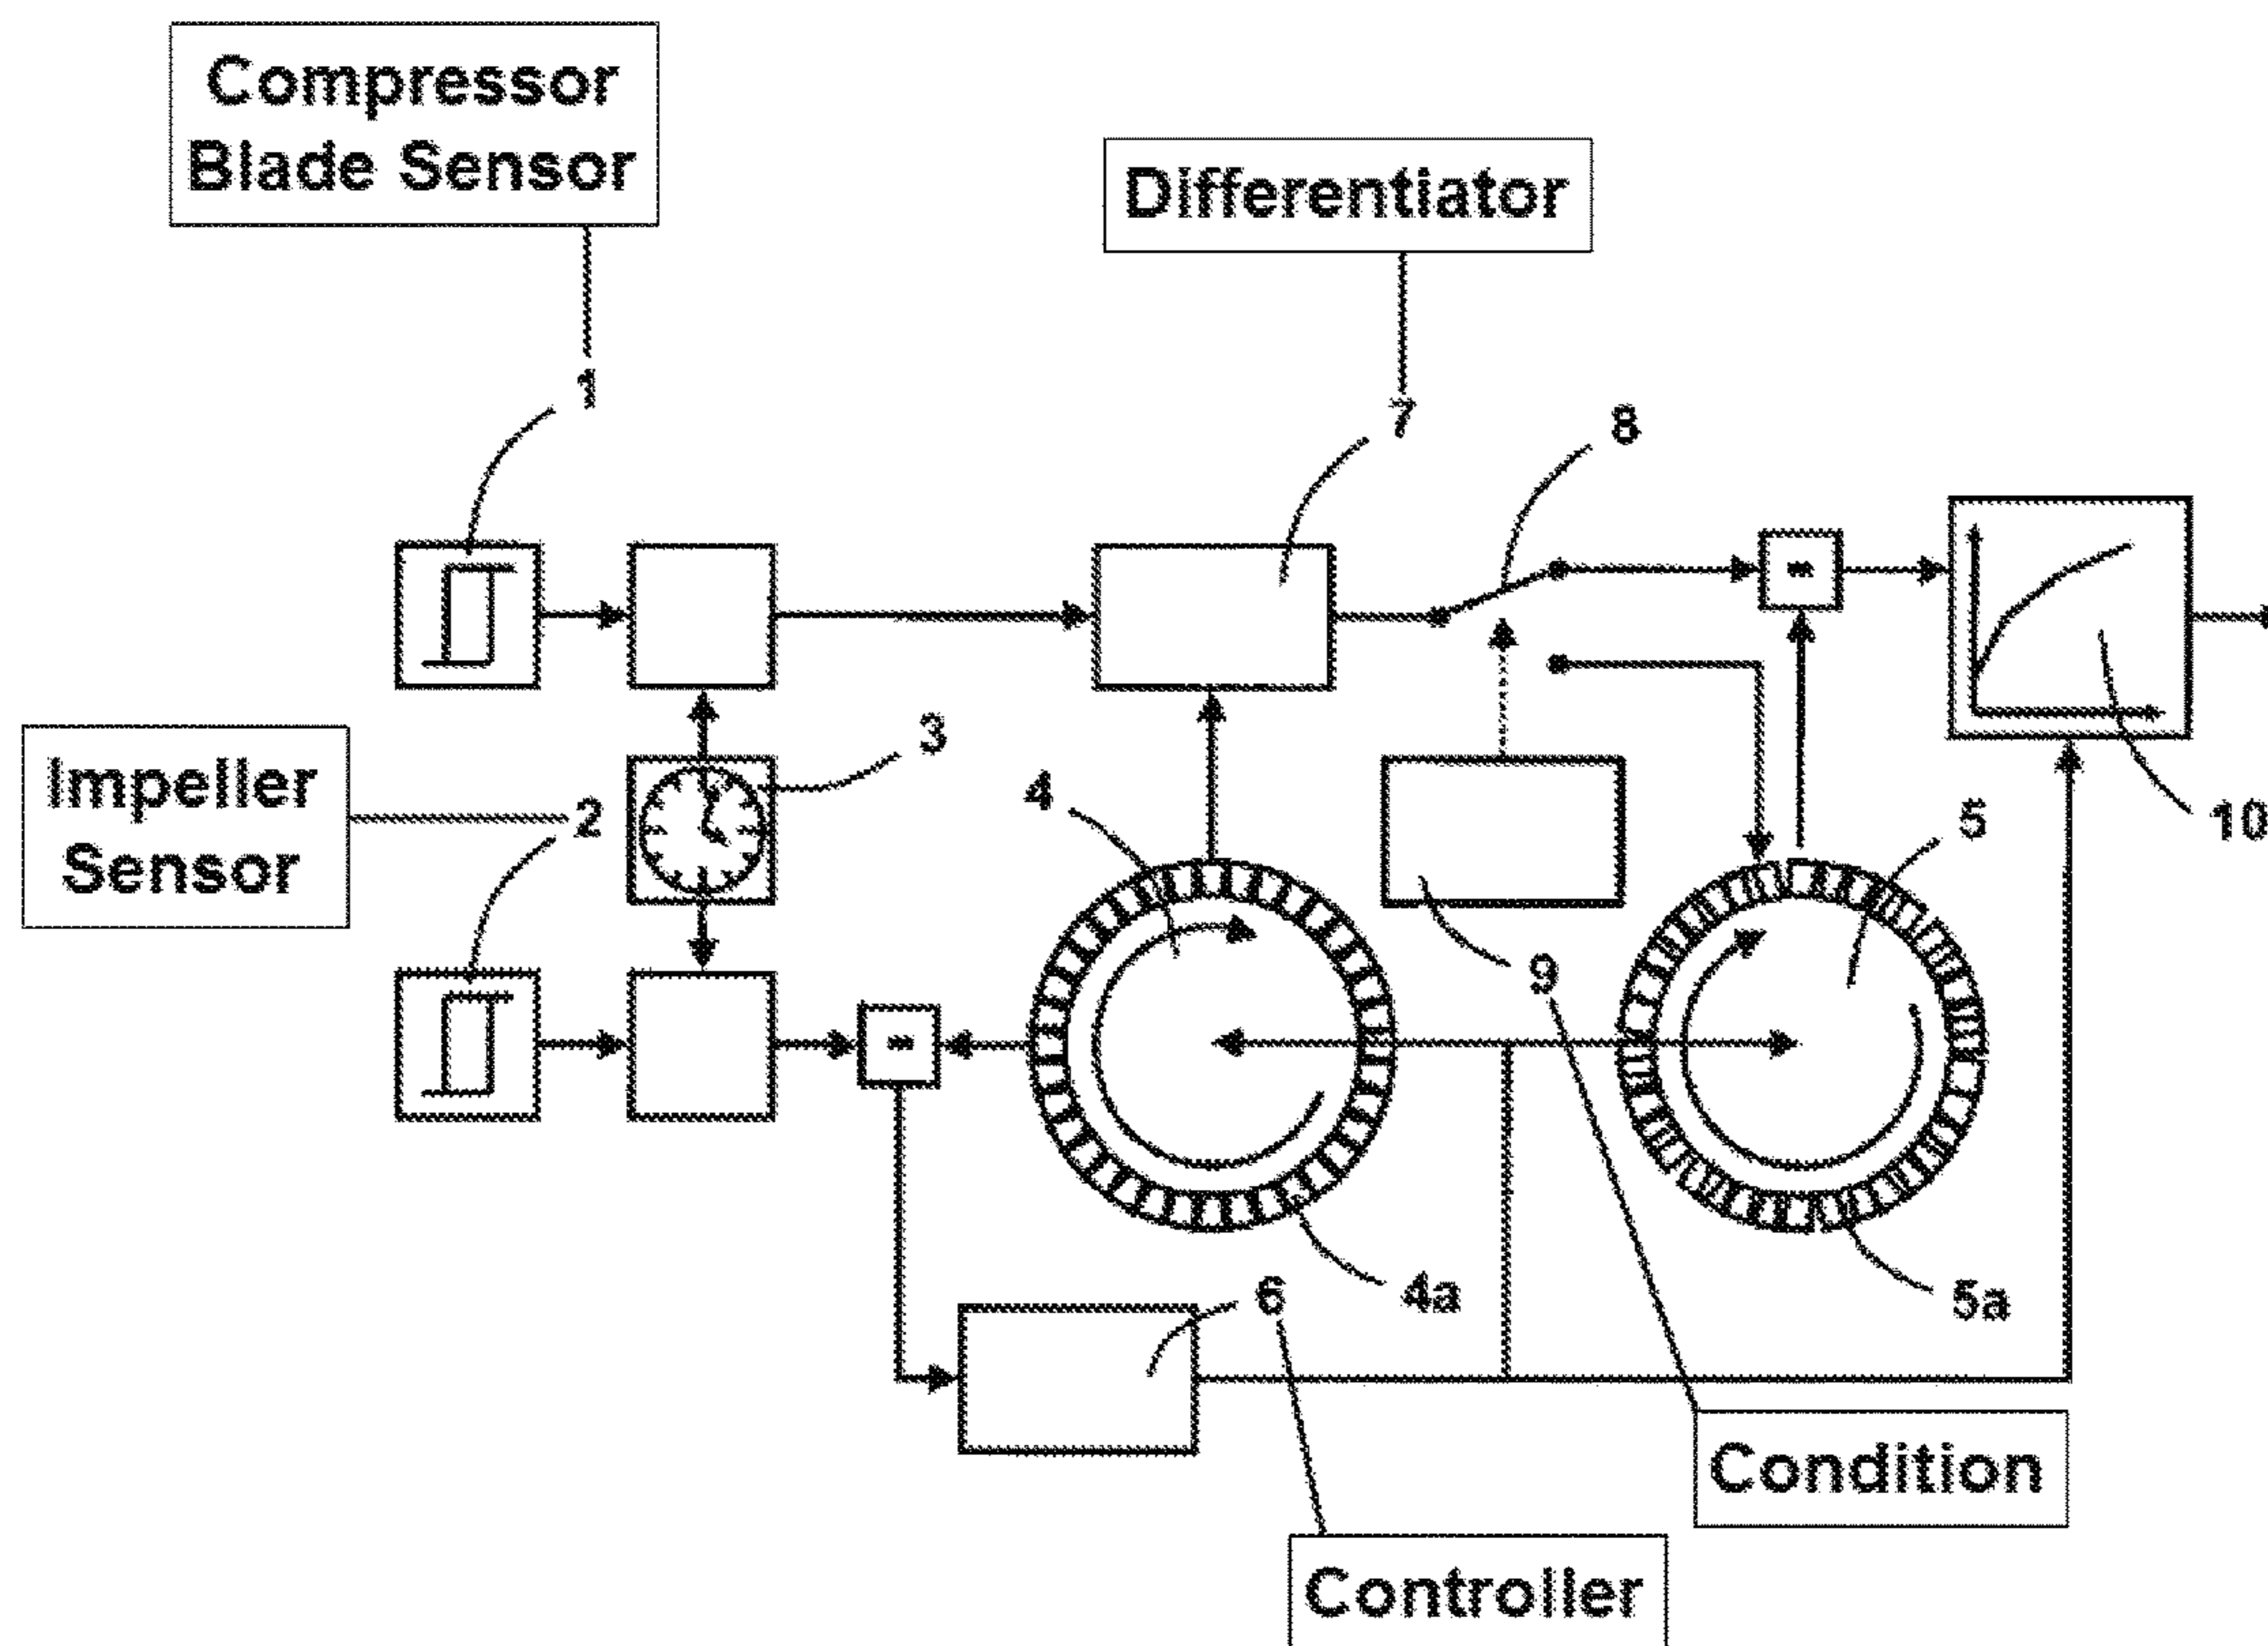 Compressor
Blade Sensor
Differentiator
1
7
8
Impeller
Sensor
2
3
4
5
10
9
4a
5a
6
Condition
Controller